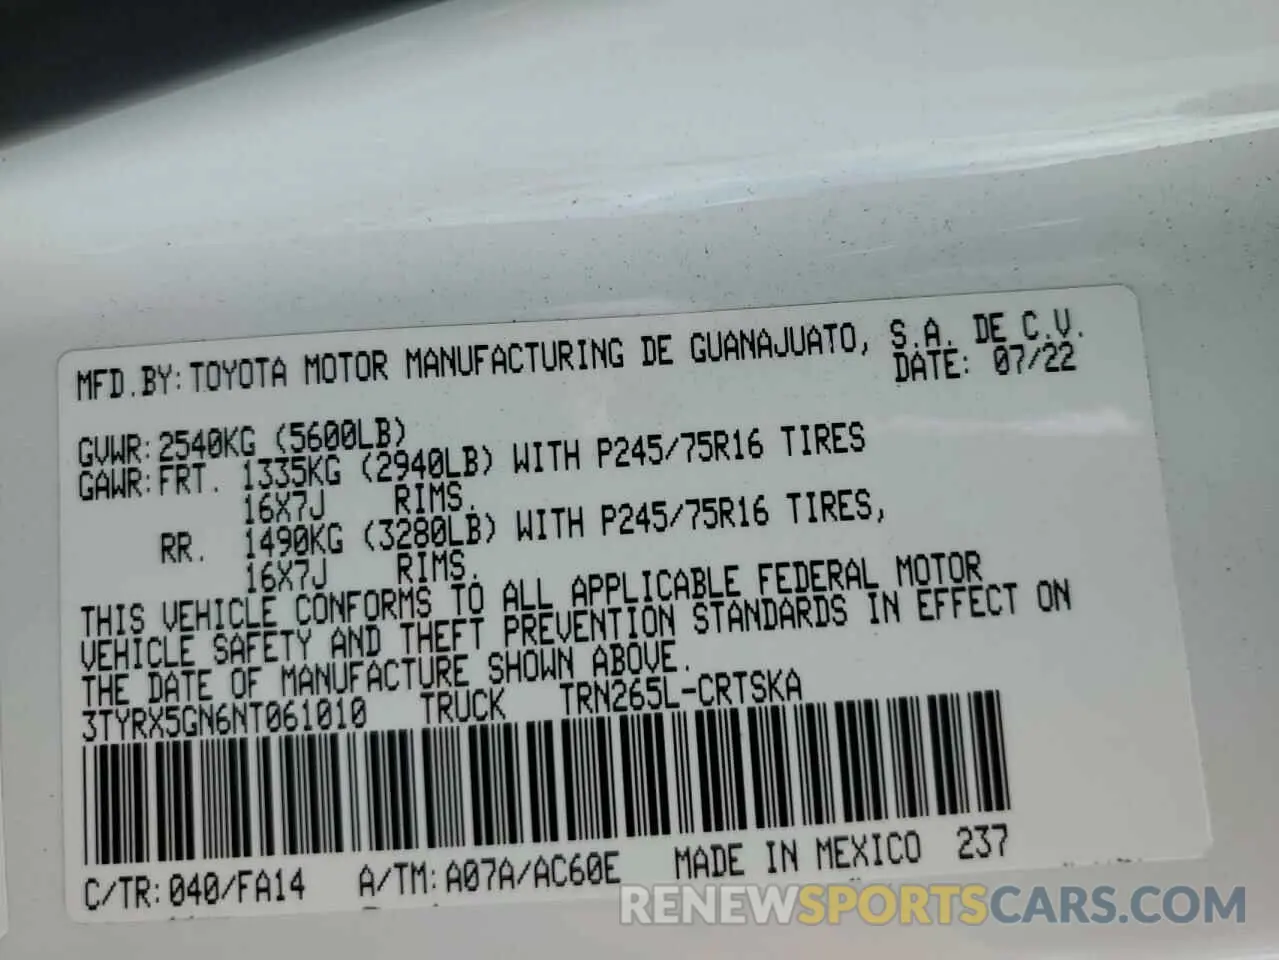 MFD.BY:TOYOTA MOTOR MANUFACTURING DE GUANAJUATO, S.A. DE C.V.
DATE: 07/22
GVWR:2540KG (5600LB)
GAWR:FRT. 1335KG (2940LB) WITH P245/75R16 TIRES
16X7J RIMS.
RR. 1490KG (3280LB) WITH P245/75R16 TIRES,
16X7J RIMS.
THIS VEHICLE CONFORMS TO ALL APPLICABLE FEDERAL MOTOR
VEHICLE SAFETY AND THEFT PREVENTION STANDARDS IN EFFECT ON
THE DATE OF MANUFACTURE SHOWN ABOVE.
3TYRX5GN6NT061010 TRUCK TRN265L-CRTSKA
C/TR:040/FA14 A/TM:A07A/AC60E MADE IN MEXICO 237
RENEWSPORTSCARS.COM